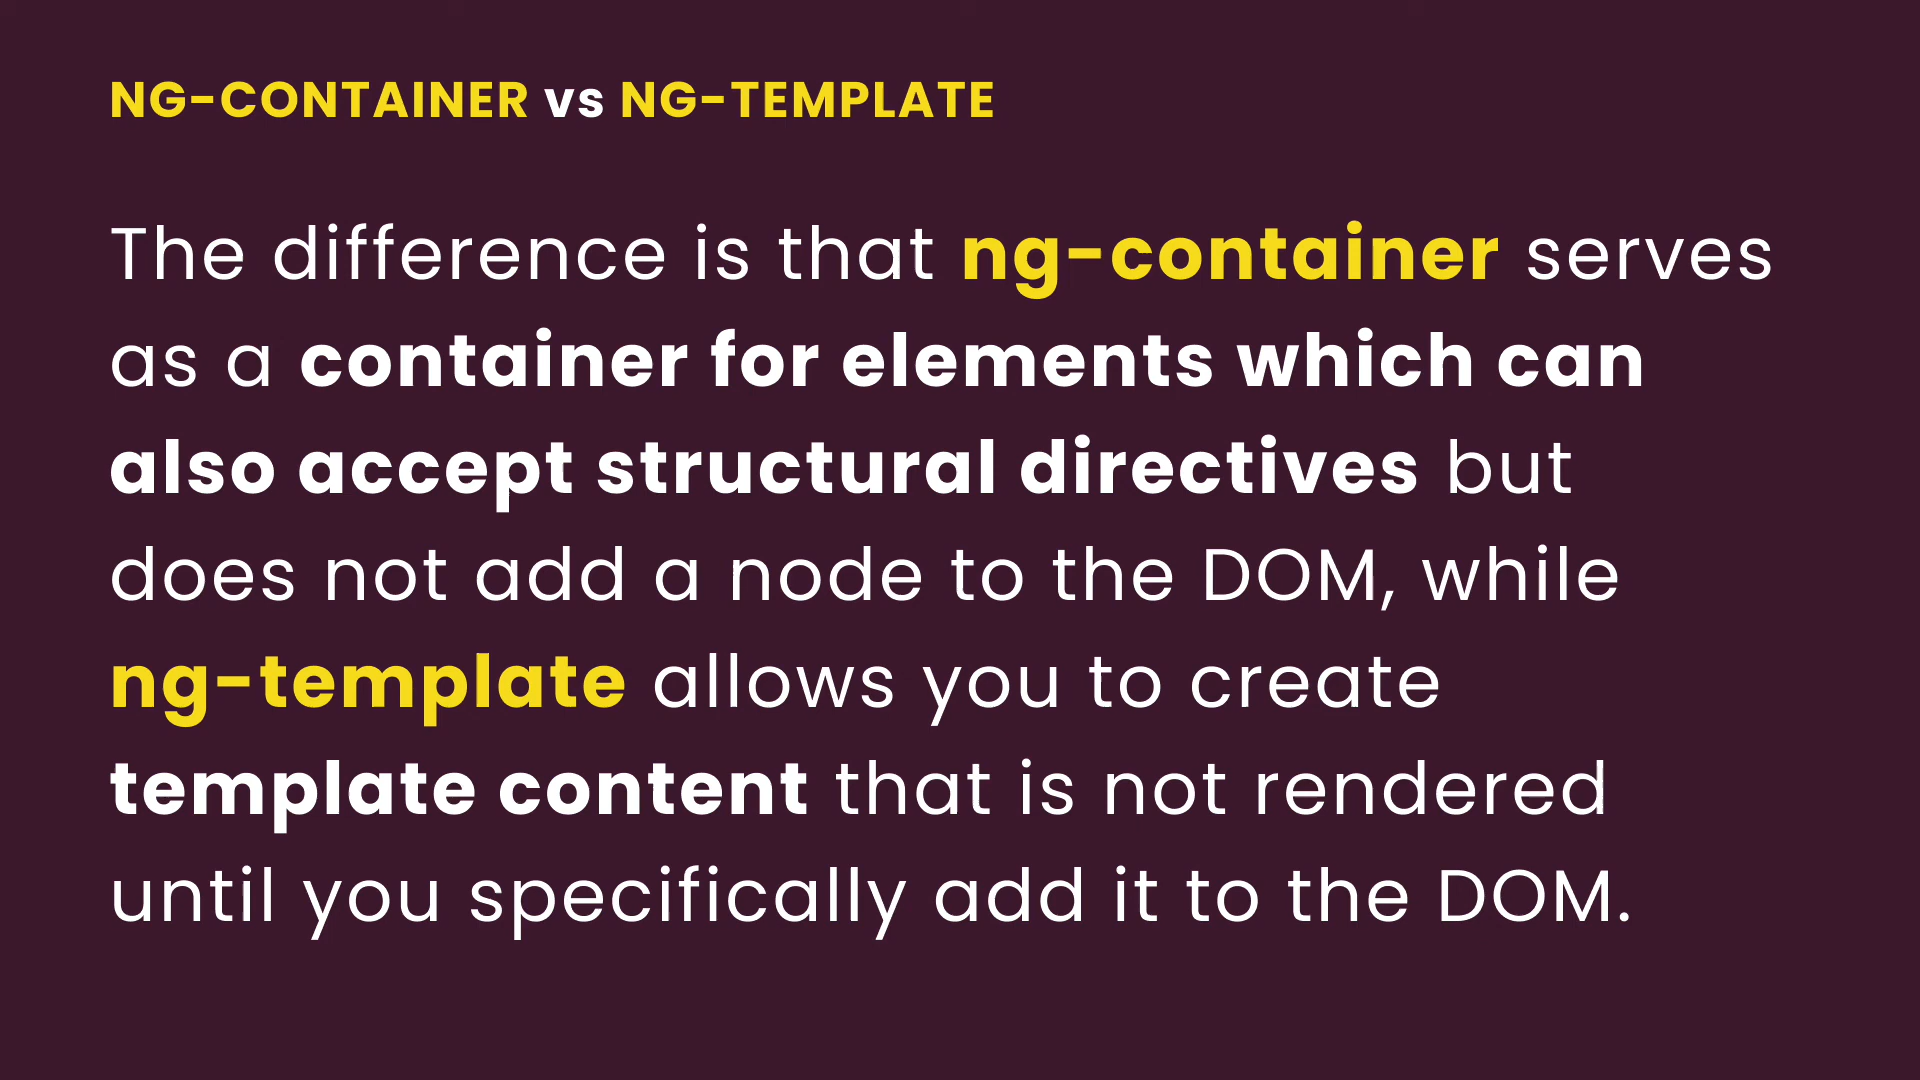 NG-CONTAINER vs NG-TEMPLATE
The difference is that ng-container serves
as a container for elements which can
also accept structural directives but
does not add a node to the DOM, while
ng-template allows you to create
template content that is not rendered
until you specifically add it to the DOM.